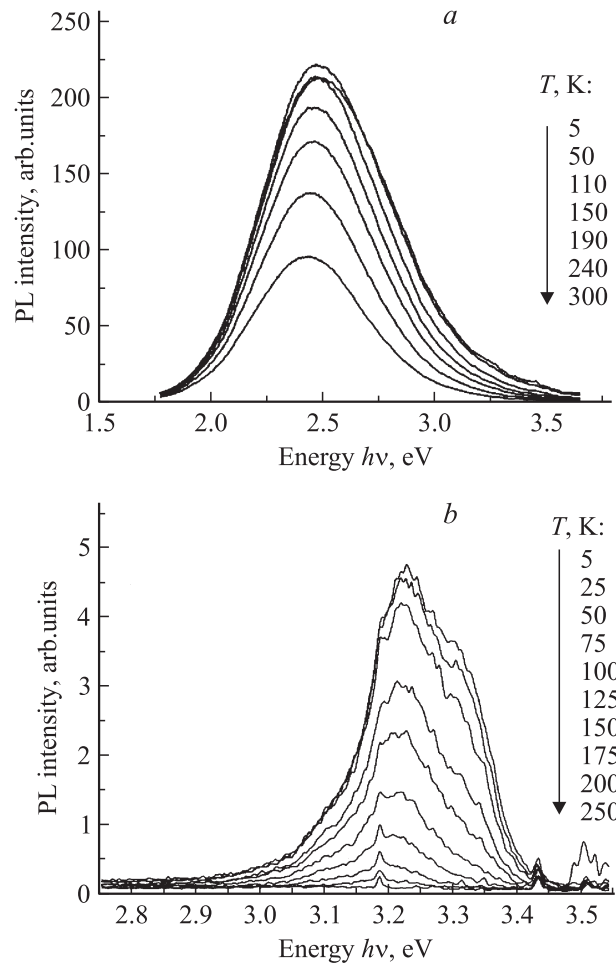 a
250
200
150
100
50
0
PL intensity, arb.units
T, K:
5
50
110
150
190
240
300
1.5 2.0 2.5 3.0 3.5
Energy hν, eV
b
5
4
3
2
1
0
PL intensity, arb.units
T, K:
5
25
50
75
100
125
150
175
200
250
2.8 2.9 3.0 3.1 3.2 3.3 3.4 3.5
Energy hν, eV